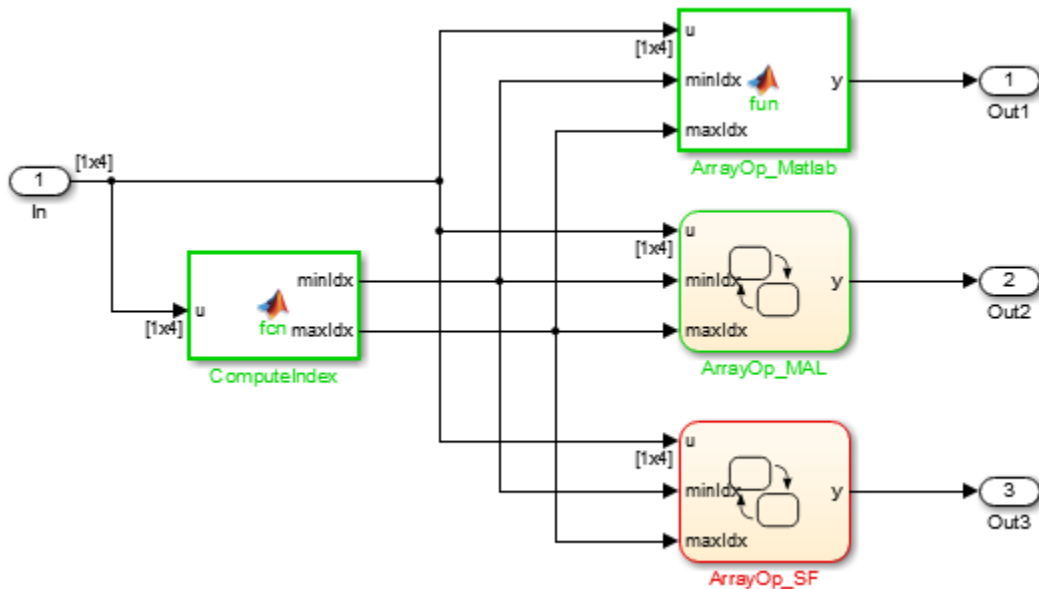 u
[1x4]
minIdx
fun
y
maxIdx
ArrayOp_Matlab
1
Out1
[1x4]
1
In
u
[1x4]
fcn
minIdx
maxIdx
ComputeIndex
u
[1x4]
minIdx
y
maxIdx
ArrayOp_MAL
2
Out2
u
[1x4]
minIdx
y
maxIdx
ArrayOp_SF
3
Out3